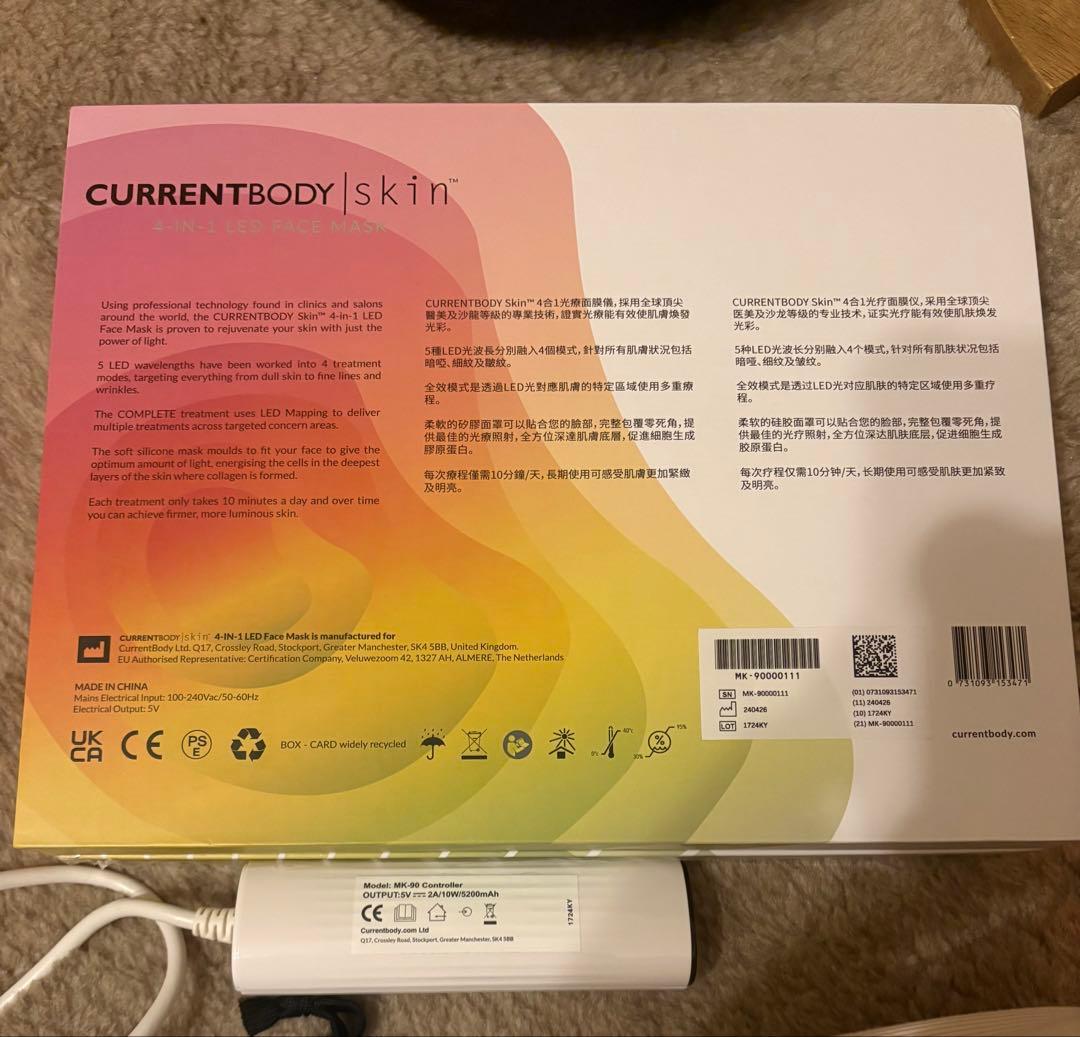 CURRENTBODY|skin™
4-IN-1 LED FACE MASK
Using professional technology found in clinics and salons
around the world, the CURRENTBODY Skin™ 4-in-1 LED
Face Mask is proven to rejuvenate your skin with just the
power of light.
5 LED wavelengths have been worked into 4 treatment
modes, targeting everything from dull skin to fine lines and
wrinkles.
The COMPLETE treatment uses LED Mapping to deliver
multiple treatments across targeted concern areas.
The soft silicone mask moulds to fit your face to give the
optimum amount of light, energising the cells in the deepest
layers of the skin where collagen is formed.
Each treatment only takes 10 minutes a day and over time
you can achieve firmer, more luminous skin.
CURRENTBODY Skin™ 4合1光療面膜儀,採用全球頂尖
醫美及沙龍等級的專業技術,證實光療能有效使肌膚煥發
光彩。
5種LED光波長分別融入4個模式,針對所有肌膚狀況包括
暗啞、細紋及皺紋。
全效模式是透過LED光對應肌膚的特定區域使用多重療
程。
柔軟的矽膠面罩可以貼合您的臉部,完整包覆零死角,提
供最佳的光療照射,全方位深達肌膚底層,促進細胞生成
膠原蛋白。
每次療程僅需10分鐘/天,長期使用可感受肌膚更加緊緻
及明亮。
CURRENTBODY Skin™ 4合1光疗面膜仪,采用全球顶尖
医美及沙龙等级的专业技术,证实光疗能有效使肌肤焕发
光彩。
5种LED光波长分别融入4个模式,针对所有肌肤状况包括
暗哑、细纹及皱纹。
全效模式是透过LED光对应肌肤的特定区域使用多重疗
程。
柔软的硅胶面罩可以貼合您的脸部,完整包覆零死角,提
供最佳的光疗照射,全方位深达肌肤底层,促进细胞生成
胶原蛋白。
每次疗程仅需10分钟/天,长期使用可感受肌肤更加紧致
及明亮。
CURRENTBODY|skin™ 4-IN-1 LED Face Mask is manufactured for
CurrentBody Ltd. Q17, Crossley Road, Stockport, Greater Manchester, SK4 5BB, United Kingdom.
EU Authorised Representative: Certification Company, Veluwezoom 42, 1327 AH, ALMERE, The Netherlands
MADE IN CHINA
Mains Electrical Input: 100-240Vac/50-60Hz
Electrical Output: 5V
UK
CA
CE
PS
E
BOX - CARD widely recycled
0°c
40°c
30%
95%
MK-90000111
SN MK-90000111
240426
LOT 1724KY
(01) 0731093153471
(11) 240426
(10) 1724KY
(21) MK-90000111
0 731093 153471
currentbody.com
Model: MK-90 Controller
OUTPUT:5V ⎓ 2A/10W/5200mAh
CE
Currentbody.com Ltd
Q17, Crossley Road, Stockport, Greater Manchester, SK4 5BB
1724KY